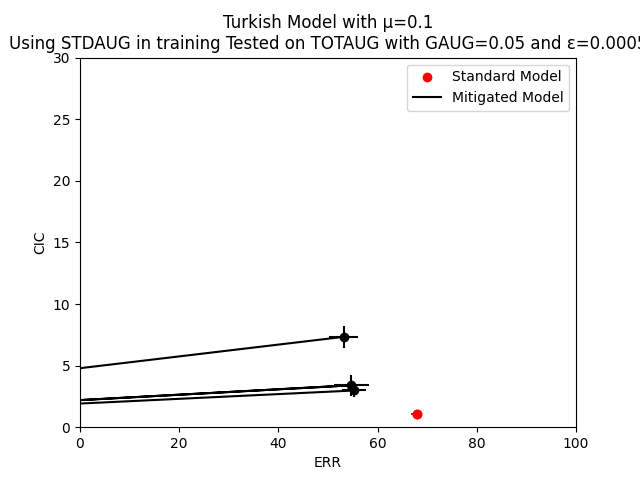 Turkish Model with μ=0.1
Using STDAUG in training Tested on TOTAUG with GAUG=0.05 and ε=0.0005
Standard Model
Mitigated Model
30
25
20
15
10
5
0
CIC
0 20 40 60 80 100
ERR